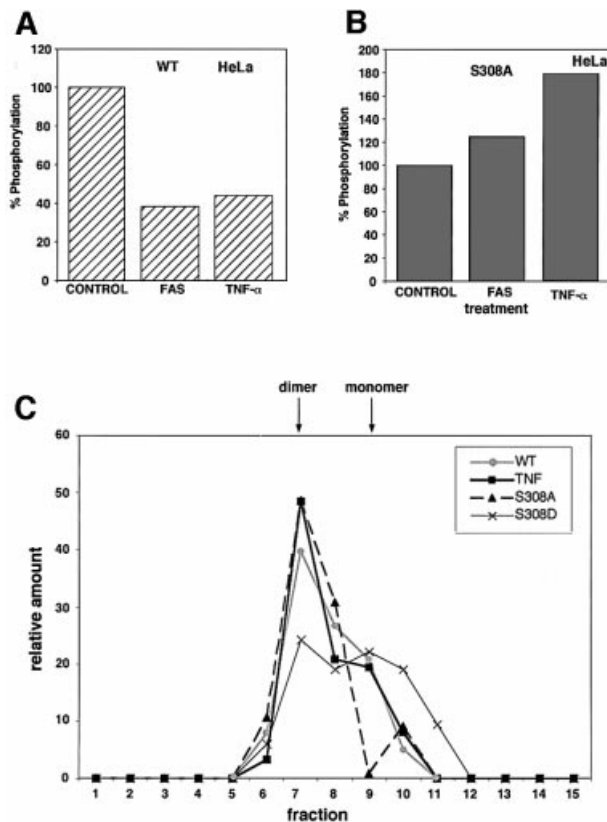 A
120
100
80
60
40
20
0
% Phosphorylation
WT HeLa
CONTROL FAS TNF-α
B
200
180
160
140
120
100
80
60
40
20
0
% Phosphorylation
S308A HeLa
CONTROL FAS TNF-α
treatment
C
dimer monomer
60
50
40
30
20
10
0
relative amount
WT
TNF
S308A
S308D
1 2 3 4 5 6 7 8 9 10 11 12 13 14 15
fraction